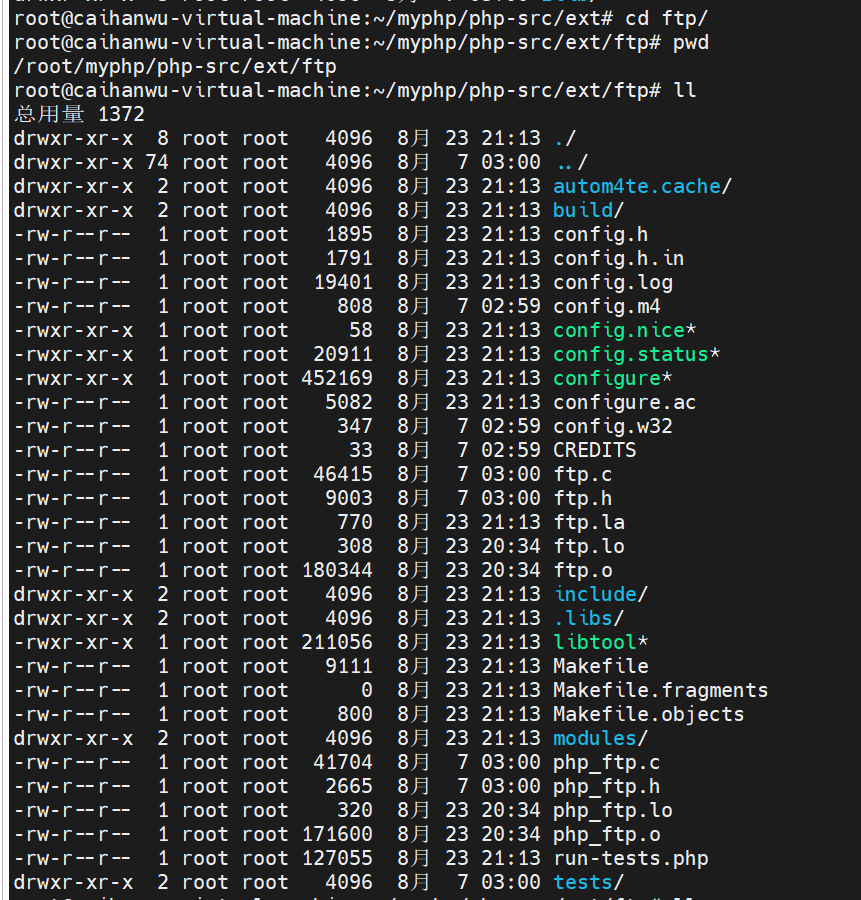 root@caihanwu-virtual-machine:~/myphp/php-src/ext# cd ftp/
root@caihanwu-virtual-machine:~/myphp/php-src/ext/ftp# pwd
/root/myphp/php-src/ext/ftp
root@caihanwu-virtual-machine:~/myphp/php-src/ext/ftp# ll
总用量 1372
drwxr-xr-x  8 root root   4096  8月 23 21:13 ./
drwxr-xr-x 74 root root   4096  8月  7 03:00 ../
drwxr-xr-x  2 root root   4096  8月 23 21:13 autom4te.cache/
drwxr-xr-x  2 root root   4096  8月 23 21:13 build/
-rw-r--r--  1 root root   1895  8月 23 21:13 config.h
-rw-r--r--  1 root root   1791  8月 23 21:13 config.h.in
-rw-r--r--  1 root root  19401  8月 23 21:13 config.log
-rw-r--r--  1 root root    808  8月  7 02:59 config.m4
-rwxr-xr-x  1 root root     58  8月 23 21:13 config.nice*
-rwxr-xr-x  1 root root  20911  8月 23 21:13 config.status*
-rwxr-xr-x  1 root root 452169  8月 23 21:13 configure*
-rw-r--r--  1 root root   5082  8月 23 21:13 configure.ac
-rw-r--r--  1 root root    347  8月  7 02:59 config.w32
-rw-r--r--  1 root root     33  8月  7 02:59 CREDITS
-rw-r--r--  1 root root  46415  8月  7 03:00 ftp.c
-rw-r--r--  1 root root   9003  8月  7 03:00 ftp.h
-rw-r--r--  1 root root    770  8月 23 21:13 ftp.la
-rw-r--r--  1 root root    308  8月 23 20:34 ftp.lo
-rw-r--r--  1 root root 180344  8月 23 20:34 ftp.o
drwxr-xr-x  2 root root   4096  8月 23 21:13 include/
drwxr-xr-x  2 root root   4096  8月 23 21:13 .libs/
-rwxr-xr-x  1 root root 211056  8月 23 21:13 libtool*
-rw-r--r--  1 root root   9111  8月 23 21:13 Makefile
-rw-r--r--  1 root root      0  8月 23 21:13 Makefile.fragments
-rw-r--r--  1 root root    800  8月 23 21:13 Makefile.objects
drwxr-xr-x  2 root root   4096  8月 23 21:13 modules/
-rw-r--r--  1 root root  41704  8月  7 03:00 php_ftp.c
-rw-r--r--  1 root root   2665  8月  7 03:00 php_ftp.h
-rw-r--r--  1 root root    320  8月 23 20:34 php_ftp.lo
-rw-r--r--  1 root root 171600  8月 23 20:34 php_ftp.o
-rw-r--r--  1 root root 127055  8月 23 21:13 run-tests.php
drwxr-xr-x  2 root root   4096  8月  7 03:00 tests/